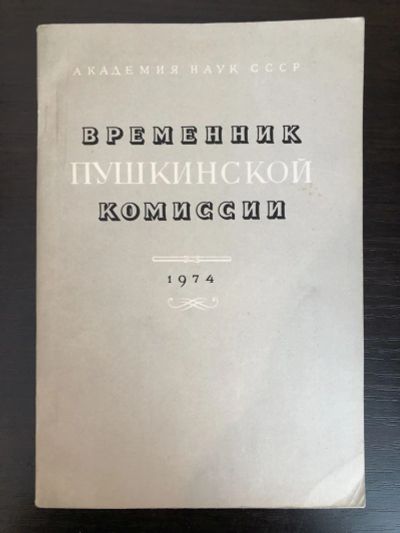 АКАДЕМИЯ НАУК СССР
ВРЕМЕННИК
ПУШКИНСКОЙ
КОМИССИИ
1974